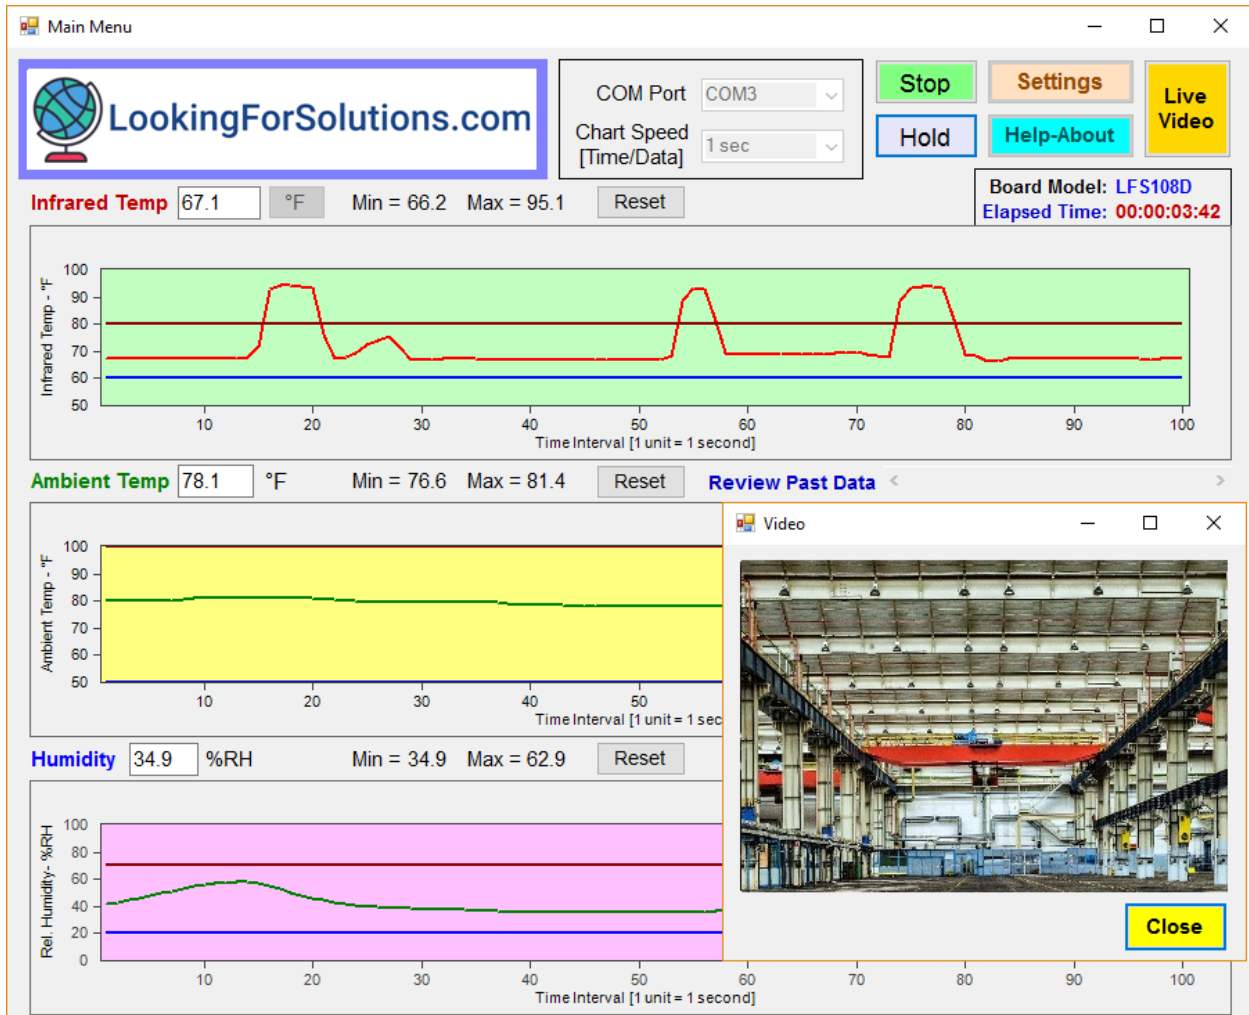 Main Menu
LookingForSolutions.com
COM Port COM3
Chart Speed
[Time/Data] 1 sec
Stop Settings
Hold Help-About
Live
Video
Board Model: LFS108D
Elapsed Time: 00:00:03:42
Infrared Temp 67.1 °F Min = 66.2 Max = 95.1 Reset
Infrared Temp - °F
100
90
80
70
60
50
10 20 30 40 50 60 70 80 90 100
Time Interval [1 unit = 1 second]
Ambient Temp 78.1 °F Min = 76.6 Max = 81.4 Reset Review Past Data
Ambient Temp - °F
100
90
80
70
60
50
10 20 30 40 50
Time Interval [1 unit = 1 sec
Video
Close
Humidity 34.9 %RH Min = 34.9 Max = 62.9 Reset
Rel. Humidity- %RH
100
80
60
40
20
0
10 20 30 40 50 60 70 80 90 100
Time Interval [1 unit = 1 second]